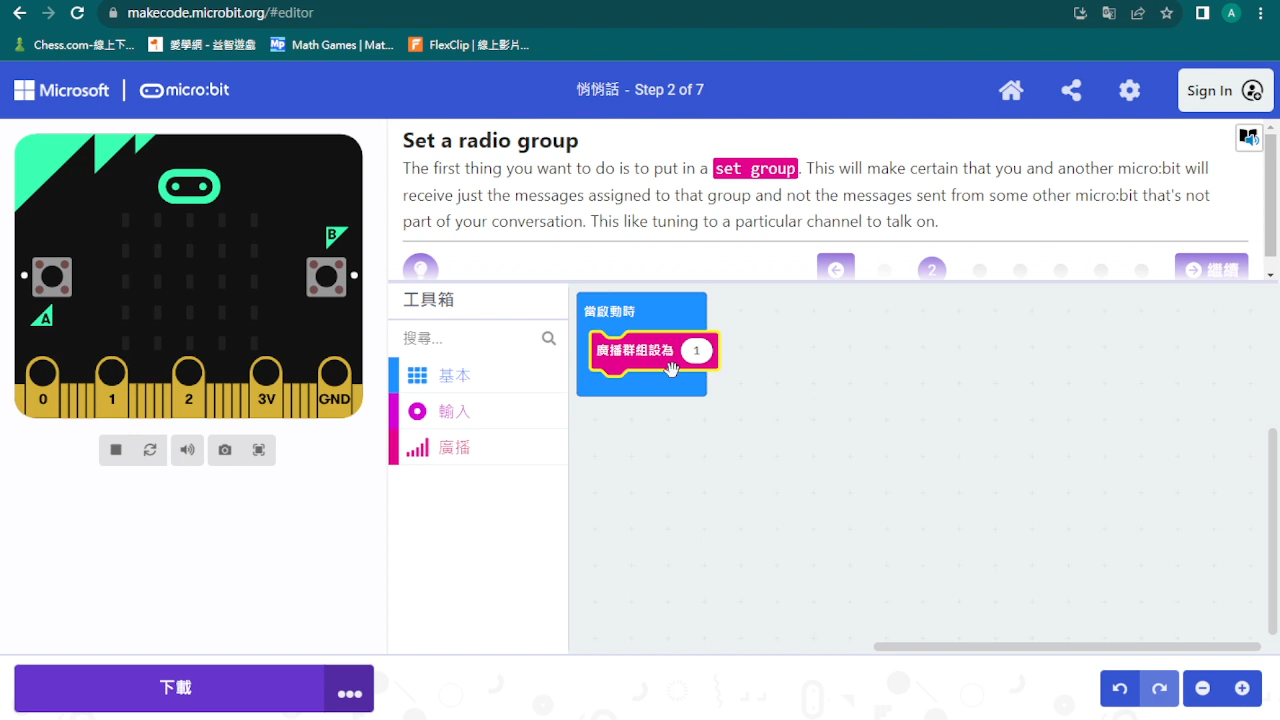 makecode.microbit.org/#editor
A
Chess.com-線上下...
愛學網 - 益智遊戲
Mp Math Games | Mat...
FlexClip | 線上影片...
Microsoft | micro:bit
悄悄話 - Step 2 of 7
Sign In
Set a radio group
The first thing you want to do is to put in a set group. This will make certain that you and another micro:bit will
receive just the messages assigned to that group and not the messages sent from some other micro:bit that's not
part of your conversation. This like tuning to a particular channel to talk on.
2
繼續
B
A
0 1 2 3V GND
工具箱
搜尋...
基本
輸入
廣播
當啟動時
廣播群組設為 1
下載